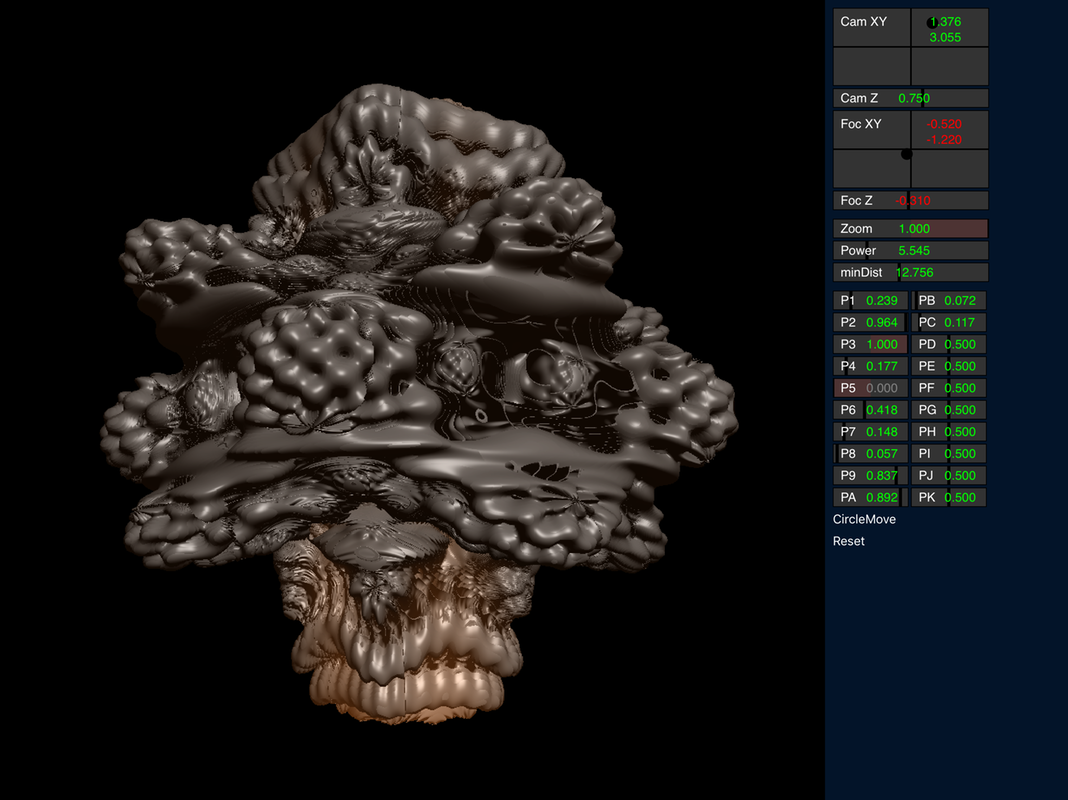 Cam XY 1.376
3.055
Cam Z 0.750
Foc XY -0.520
-1.220
Foc Z -0.310
Zoom 1.000
Power 5.545
minDist 12.756
P1 0.239 PB 0.072
P2 0.964 PC 0.117
P3 1.000 PD 0.500
P4 0.177 PE 0.500
P5 0.000 PF 0.500
P6 0.418 PG 0.500
P7 0.148 PH 0.500
P8 0.057 PI 0.500
P9 0.837 PJ 0.500
PA 0.892 PK 0.500
CircleMove
Reset